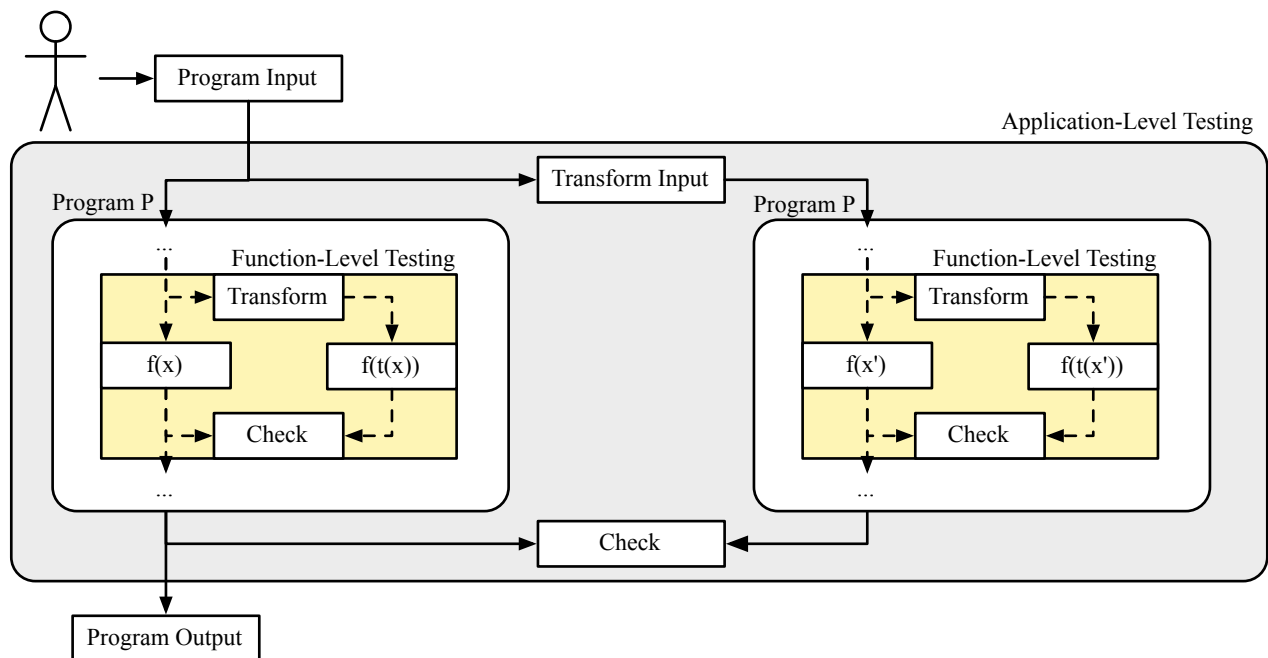 Program Input
Application-Level Testing
Transform Input
Program P
Program P
...
...
Function-Level Testing
Function-Level Testing
Transform
Transform
f(x)
f(t(x))
f(x')
f(t(x'))
Check
Check
...
...
Check
Program Output